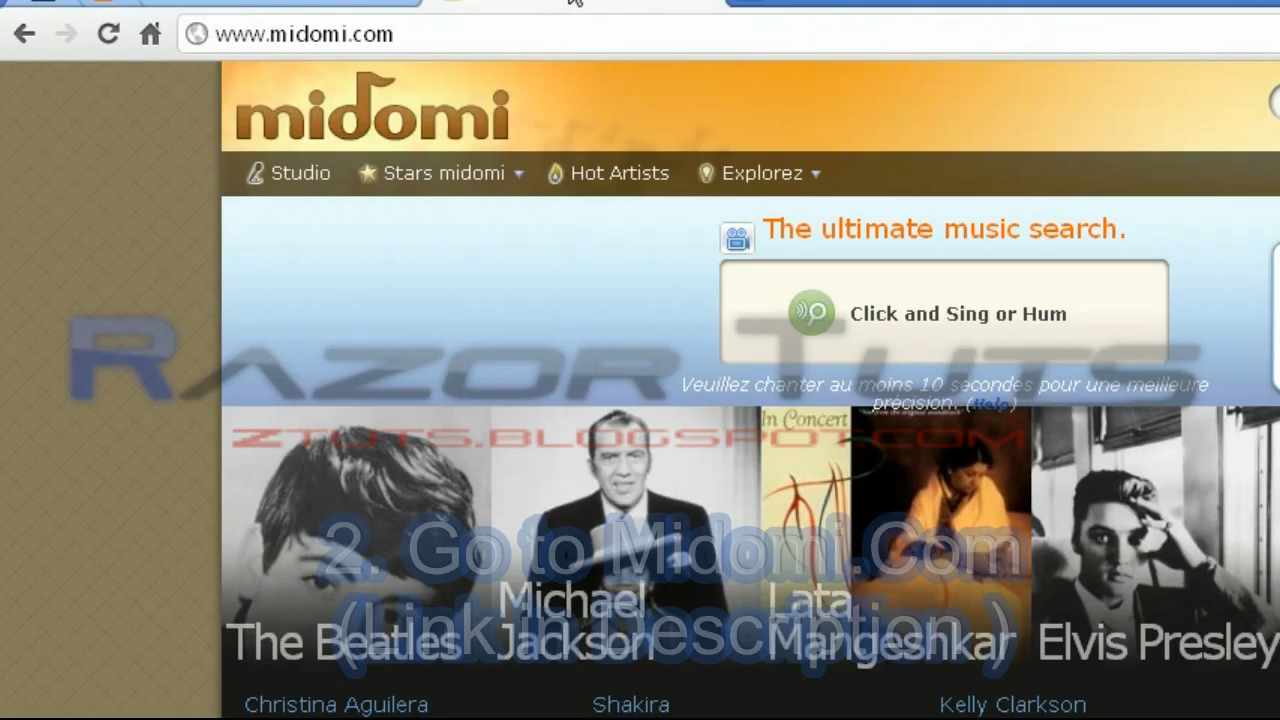 www.midomi.com
midomi
Studio
Stars midomi
Hot Artists
Explorez
The ultimate music search.
Click and Sing or Hum
RAZOR TUTS
Veuillez chanter au moins 10 secondes pour une meilleure
précision. (Help)
ZTUTS.BLOGSPOT.COM
In Concert
2. Go to Midomi.Com
(Link In Description )
The Beatles
Michael
Jackson
Lata
Mangeshkar
Elvis Presley
Christina Aguilera
Shakira
Kelly Clarkson